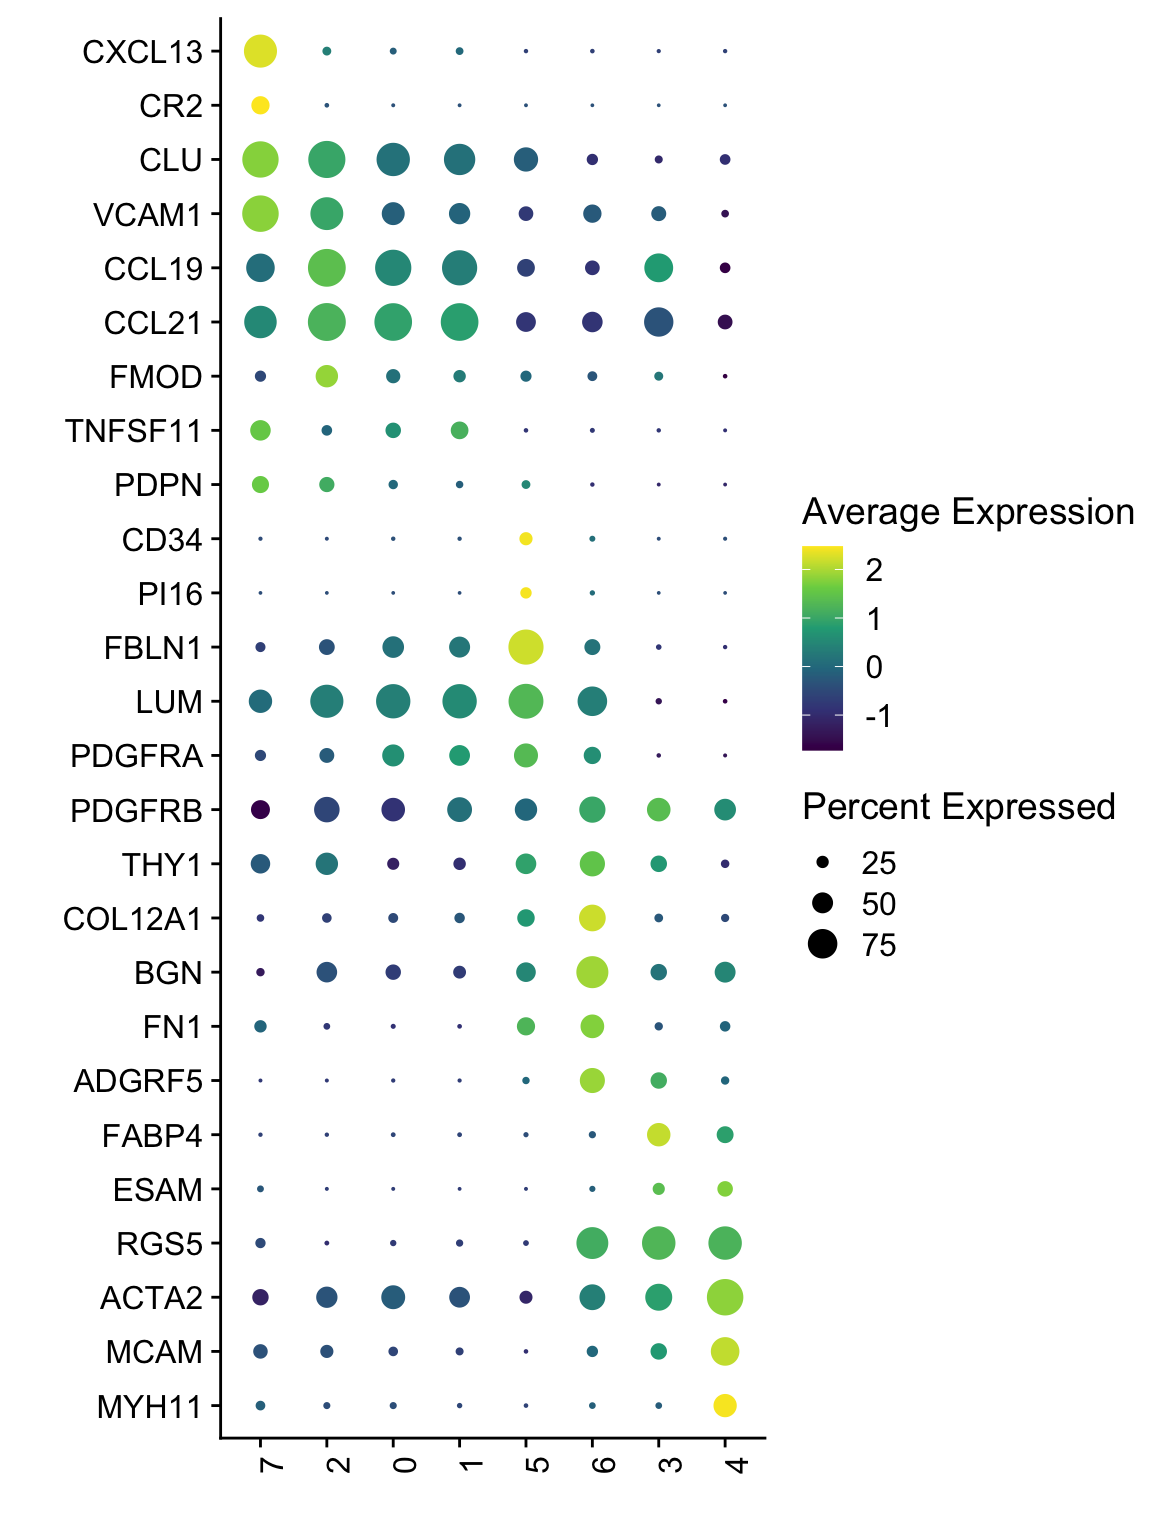 CXCL13
CR2
CLU
VCAM1
CCL19
CCL21
FMOD
TNFSF11
PDPN
CD34
PI16
FBLN1
LUM
PDGFRA
PDGFRB
THY1
COL12A1
BGN
FN1
ADGRF5
FABP4
ESAM
RGS5
ACTA2
MCAM
MYH11
7 2 0 1 5 6 3 4
Average Expression
2
1
0
-1
Percent Expressed
25
50
75